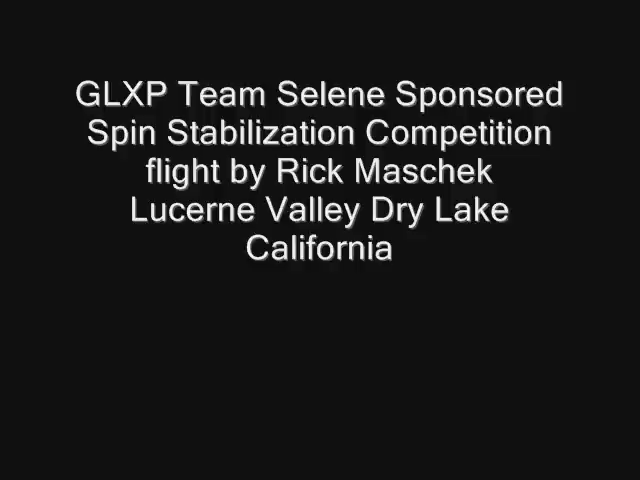 GLXP Team Selene Sponsored
Spin Stabilization Competition
flight by Rick Maschek
Lucerne Valley Dry Lake
California